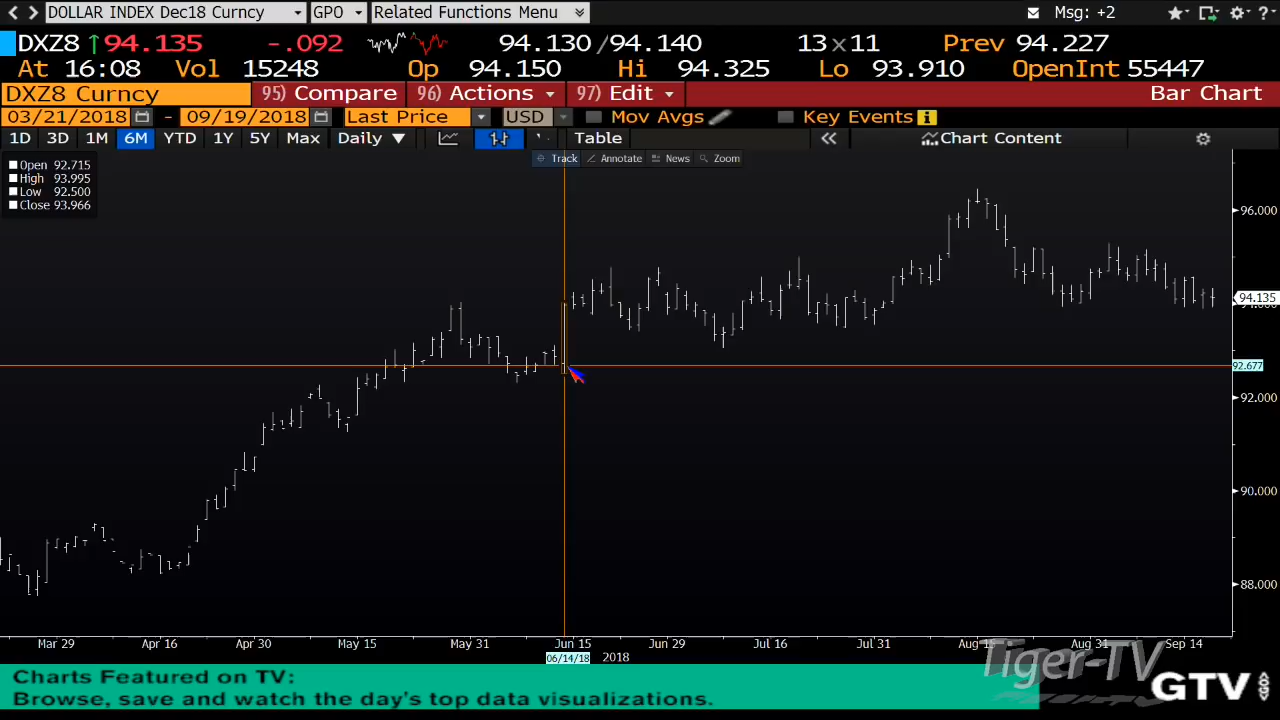 DOLLAR INDEX Dec18 Curncy GPO Related Functions Menu Msg: +2
DXZ8 ↑94.135 -.092 94.130/94.140 13x11 Prev 94.227
At 16:08 Vol 15248 Op 94.150 Hi 94.325 Lo 93.910 OpenInt 55447
DXZ8 Curncy 95) Compare 96) Actions 97) Edit Bar Chart
03/21/2018 - 09/19/2018 Last Price USD Mov Avgs Key Events
1D 3D 1M 6M YTD 1Y 5Y Max Daily ▼ Table « Chart Content
Track Annotate News Zoom
Open 92.715
High 93.995
Low 92.500
Close 93.966
96.000
94.135
92.677
92.000
90.000
88.000
Mar 29 Apr 16 Apr 30 May 15 May 31 Jun 15 Jun 29 Jul 16 Jul 31 Aug 15 Aug 31 Sep 14
06/14/18 2018
Tiger-TV
GTV
Charts Featured on TV:
Browse, save and watch the day's top data visualizations.